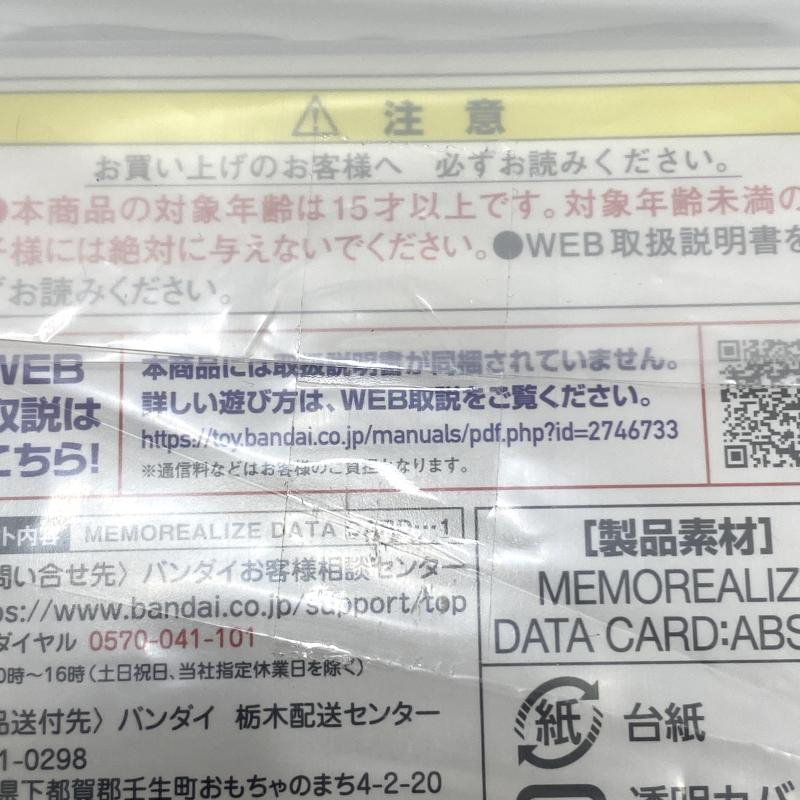 注 意
お買い上げのお客様へ 必ずお読みください。
●本商品の対象年齢は15才以上です。対象年齢未満の
子様には絶対に与えないでください。●WEB取扱説明書を
ずお読みください。
WEB
取説は
こちら!
本商品には取扱説明書が同梱されていません。
詳しい遊び方は、WEB取説をご覧ください。
https://toy.bandai.co.jp/manuals/pdf.php?id=2746733
※通信料などはお客様のご負担となります。
ット内容 MEMOREALIZE DATA
問い合せ先〉バンダイお客様相談センター
ps://www.bandai.co.jp/support/top
ダイヤル 0570-041-101
0時～16時(土日祝日、当社指定休業日を除く)
品送付先〉バンダイ 栃木配送センター
1-0298
県下都賀郡壬生町おもちゃのまち4-2-20
[製品素材]
MEMOREALIZ
DATA CARD:ABS
紙 台紙
透明カバ